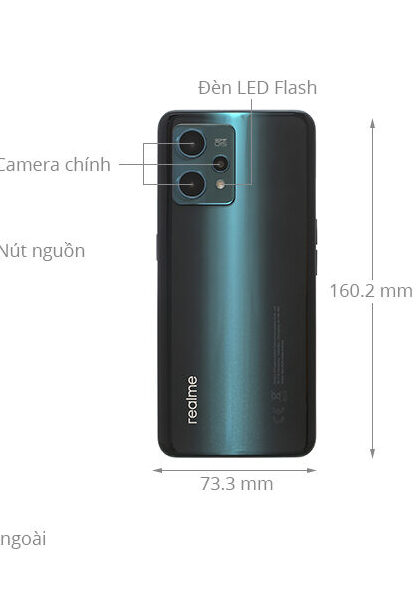 Đèn LED Flash
Camera chính
Nút nguồn
160.2 mm
realme
73.3 mm
ngoài